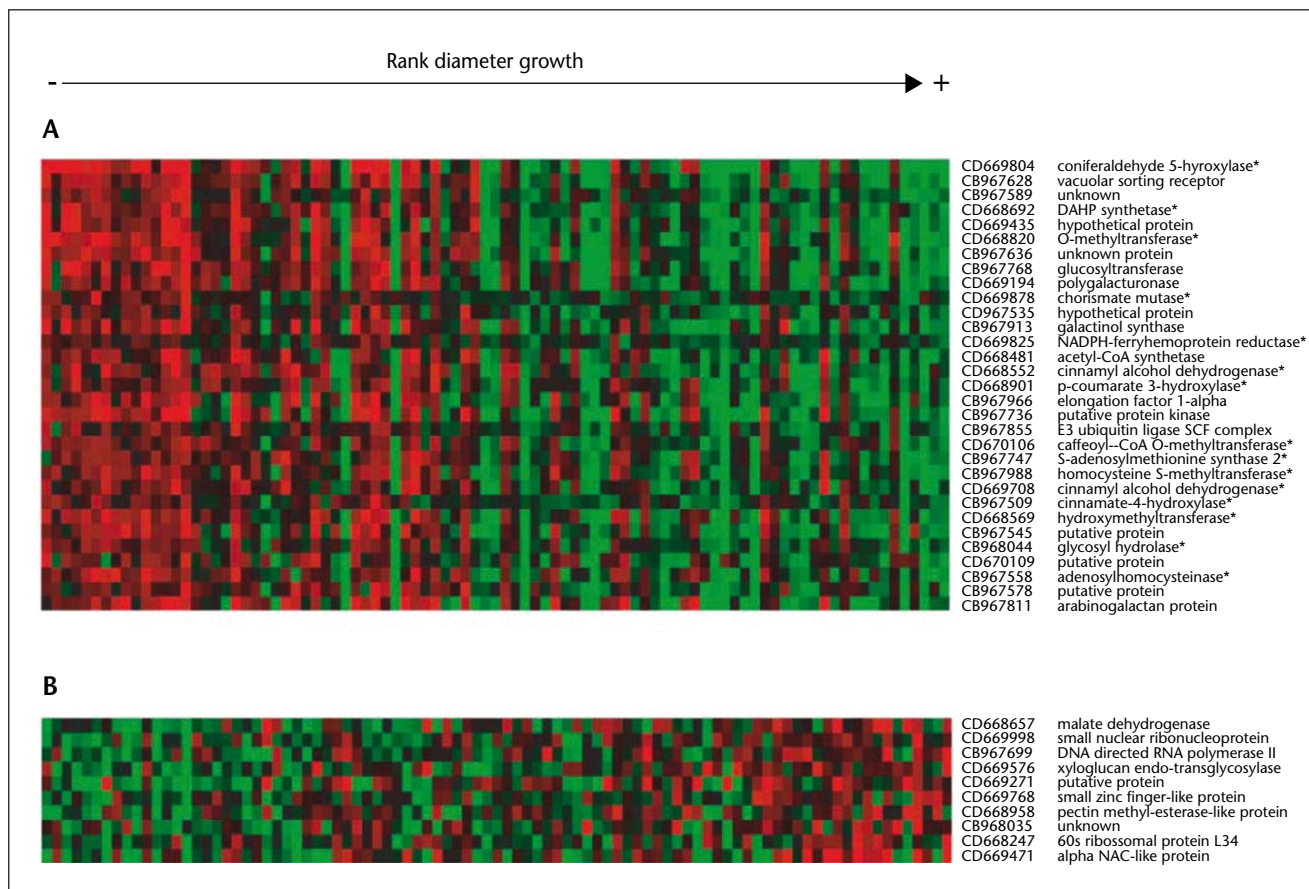 Rank diameter growth
- +
A
CD669804 coniferaldehyde 5-hyroxylase*
CB967628 vacuolar sorting receptor
CB967589 unknown
CD668692 DAHP synthetase*
CD669435 hypothetical protein
CD668820 O-methyltransferase*
CB967636 unknown protein
CB967768 glucosyltransferase
CD669194 polygalacturonase
CD669878 chorismate mutase*
CD967535 hypothetical protein
CB967913 galactinol synthase
CD669825 NADPH-ferryhemoprotein reductase*
CD668481 acetyl-CoA synthetase
CD668552 cinnamyl alcohol dehydrogenase*
CD668901 p-coumarate 3-hydroxylase*
CB967966 elongation factor 1-alpha
CB967736 putative protein kinase
CB967855 E3 ubiquitin ligase SCF complex
CD670106 caffeoyl--CoA O-methyltransferase*
CB967747 S-adenosylmethionine synthase 2*
CB967988 homocysteine S-methyltransferase*
CD669708 cinnamyl alcohol dehydrogenase*
CB967509 cinnamate-4-hydroxylase*
CD668569 hydroxymethyltransferase*
CB967545 putative protein
CB968044 glycosyl hydrolase*
CD670109 putative protein
CB967558 adenosylhomocysteinase*
CB967578 putative protein
CB967811 arabinogalactan protein
B
CD668657 malate dehydrogenase
CD669998 small nuclear ribonucleoprotein
CB967699 DNA directed RNA polymerase II
CD669576 xyloglucan endo-transglycosylase
CD669271 putative protein
CD669768 small zinc finger-like protein
CD668958 pectin methyl-esterase-like protein
CB968035 unknown
CD668247 60s ribossomal protein L34
CD669471 alpha NAC-like protein